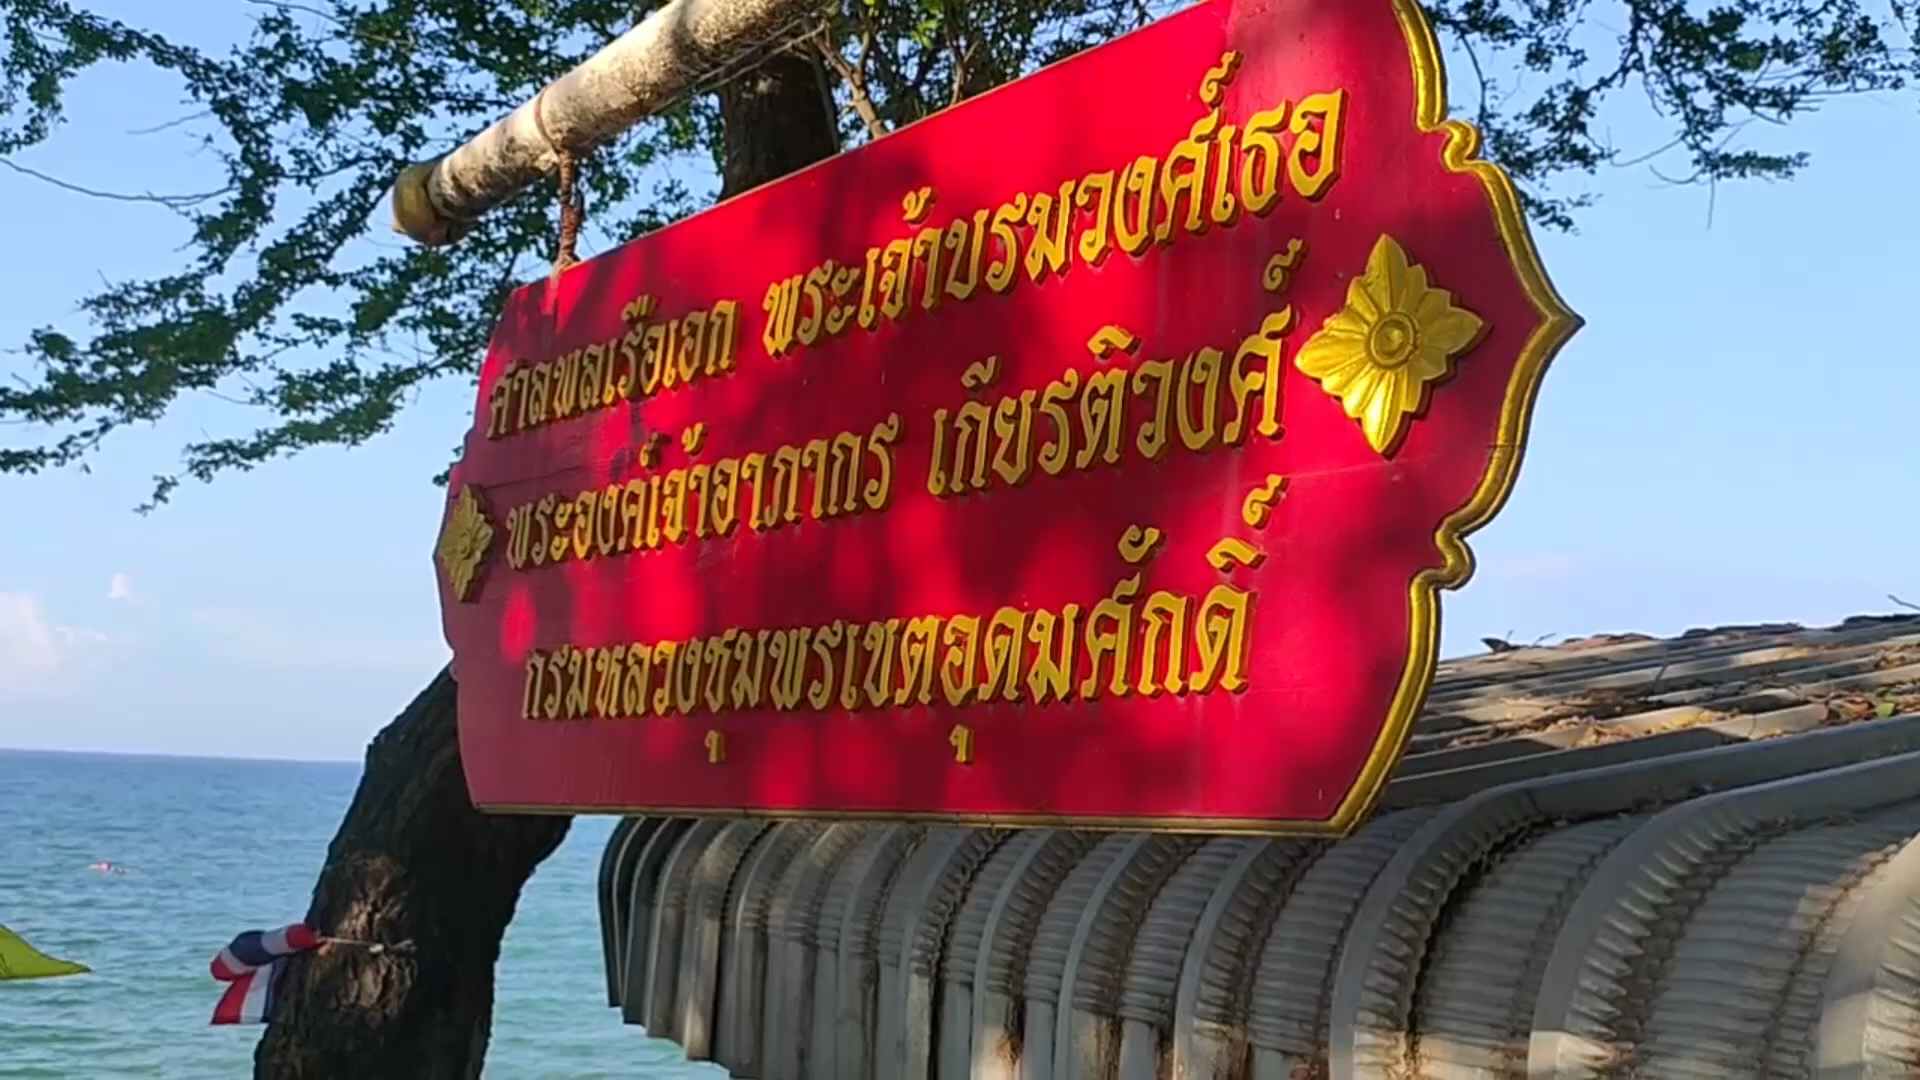 ศาลพลเรือเอก พระเจ้าบรมวงศ์เธอ
พระองค์เจ้าอาภากร เกียรติวงศ์
กรมหลวงชุมพรเขตอุดมศักดิ์